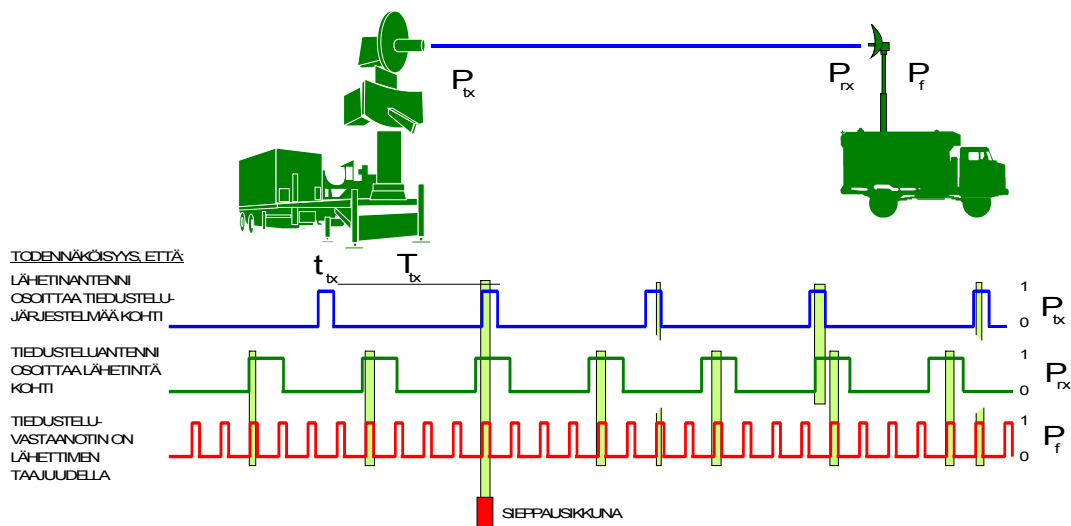 P tx
P rx P f
TODENNÄKÖISYYS, ETTÄ:
t tx T tx
LÄHETINANTENNI
OSOITTAA TIEDUSTELU-
JÄRJESTELMÄÄ KOHTI
1
0
P tx
TIEDUSTELUANTENNI
OSOITTAA LÄHETINTÄ
KOHTI
1
0
P rx
TIEDUSTELU-
VASTAANOTIN ON
LÄHETTIMEN
TAAJUUDELLA
1
0
P f
SIEPPAUSIKKUNA